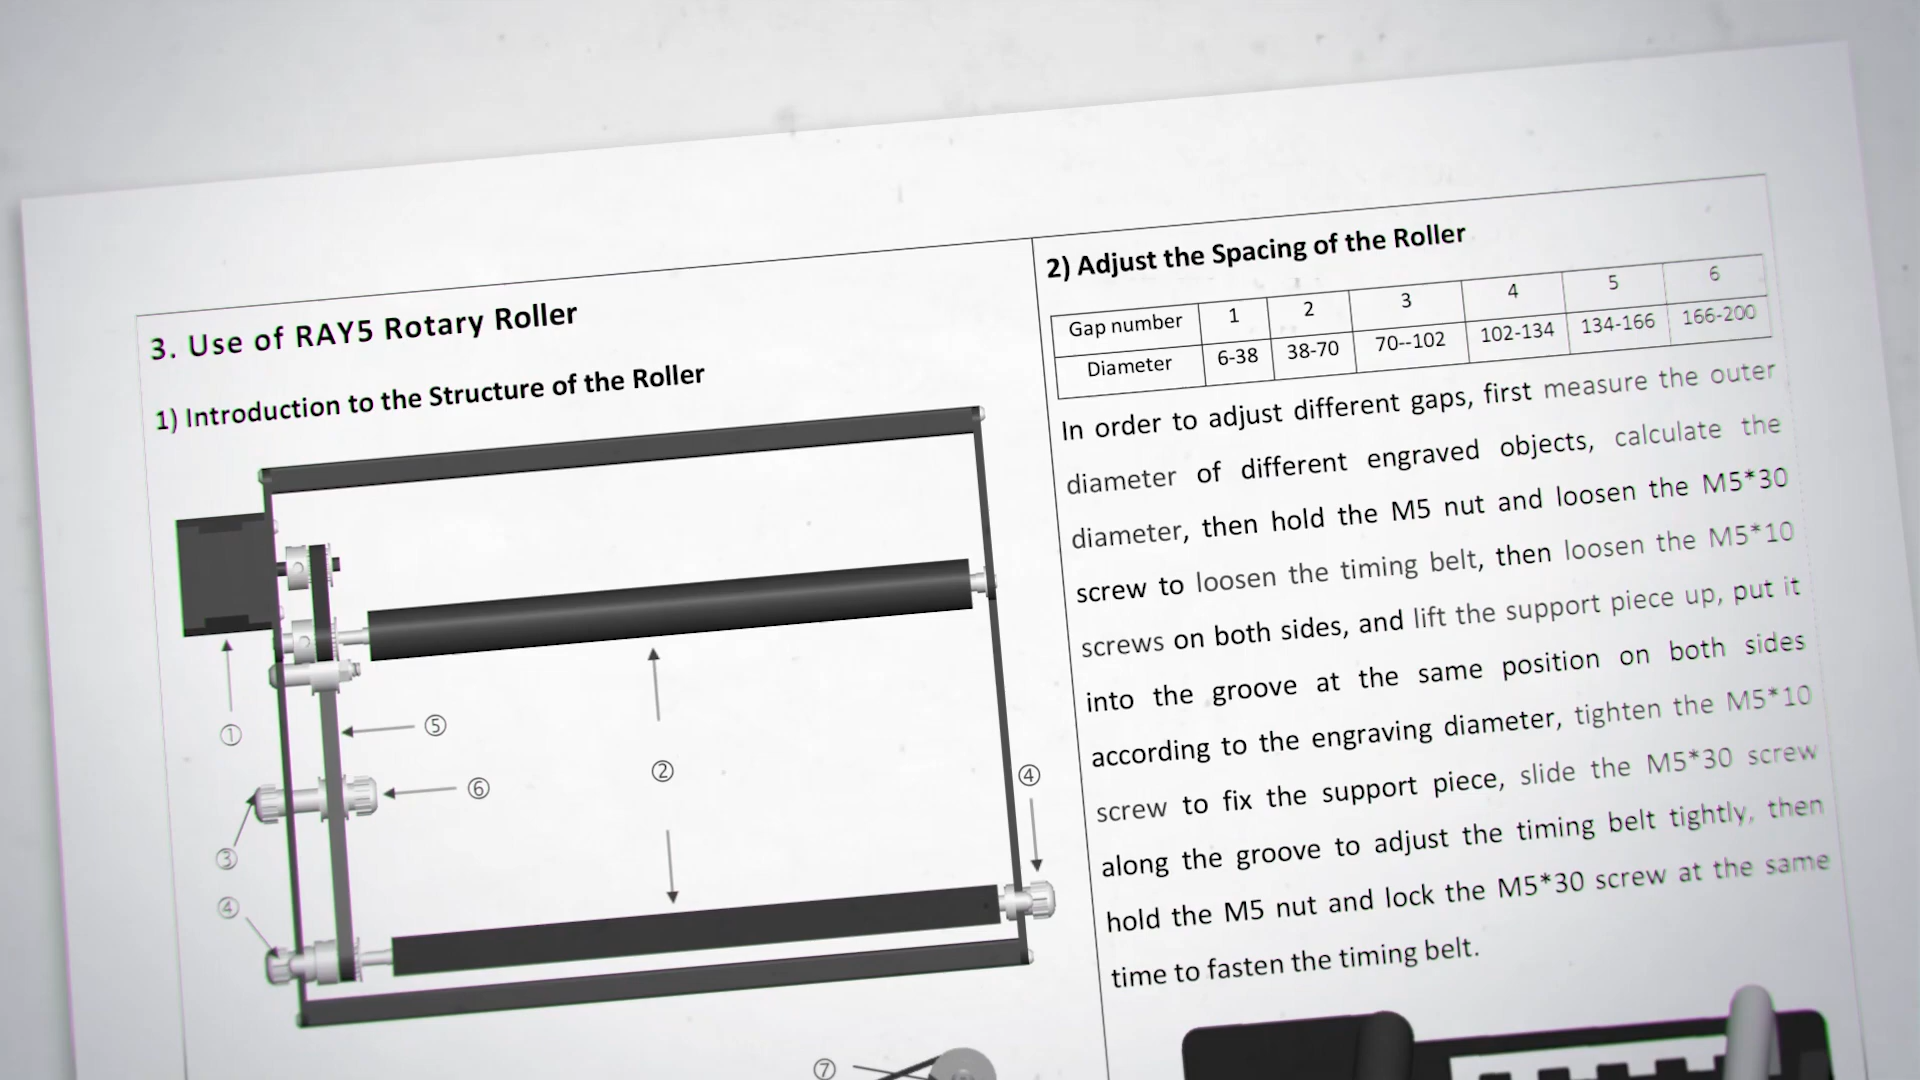 3. Use of RAY5 Rotary Roller
1) Introduction to the Structure of the Roller
①
⑤
⑥
②
④
③
④
⑦
2) Adjust the Spacing of the Roller
Gap number 1 2 3 4 5 6
Diameter 6-38 38-70 70--102 102-134 134-166 166-200
In order to adjust different gaps, first measure the outer
diameter of different engraved objects, calculate the
diameter, then hold the M5 nut and loosen the M5*30
screw to loosen the timing belt, then loosen the M5*10
screws on both sides, and lift the support piece up, put it
into the groove at the same position on both sides
according to the engraving diameter, tighten the M5*10
screw to fix the support piece, slide the M5*30 screw
along the groove to adjust the timing belt tightly, then
hold the M5 nut and lock the M5*30 screw at the same
time to fasten the timing belt.